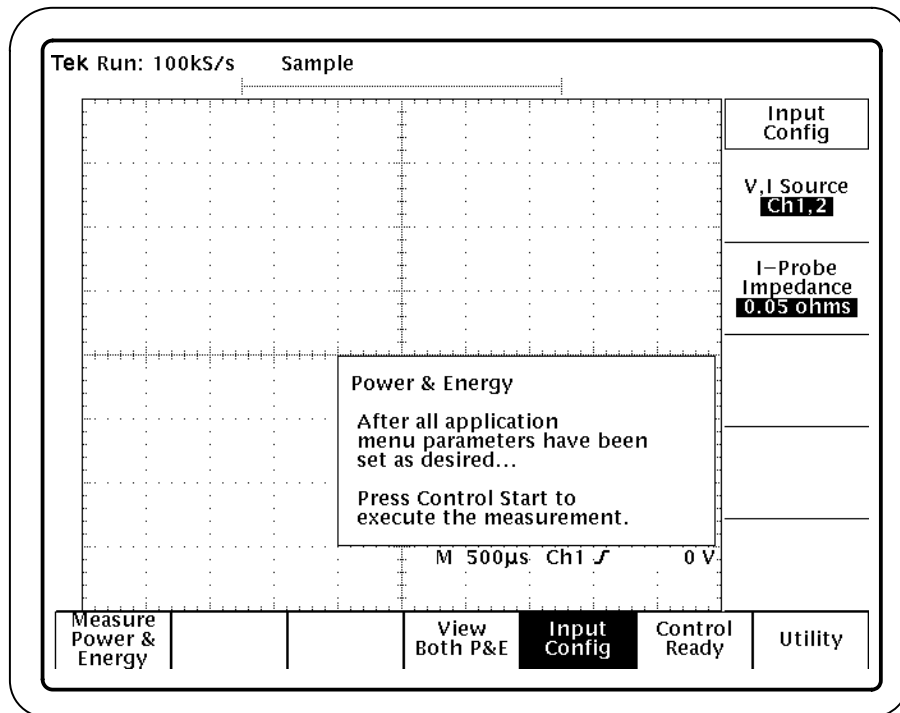 Tek Run: 100kS/s Sample
Input
Config
V,I Source
Ch1,2
I-Probe
Impedance
0.05 ohms
Power & Energy
After all application
menu parameters have been
set as desired...
Press Control Start to
execute the measurement.
M 500µs Ch1 0 V
Measure
Power &
Energy
View
Both P&E
Input
Config
Control
Ready
Utility